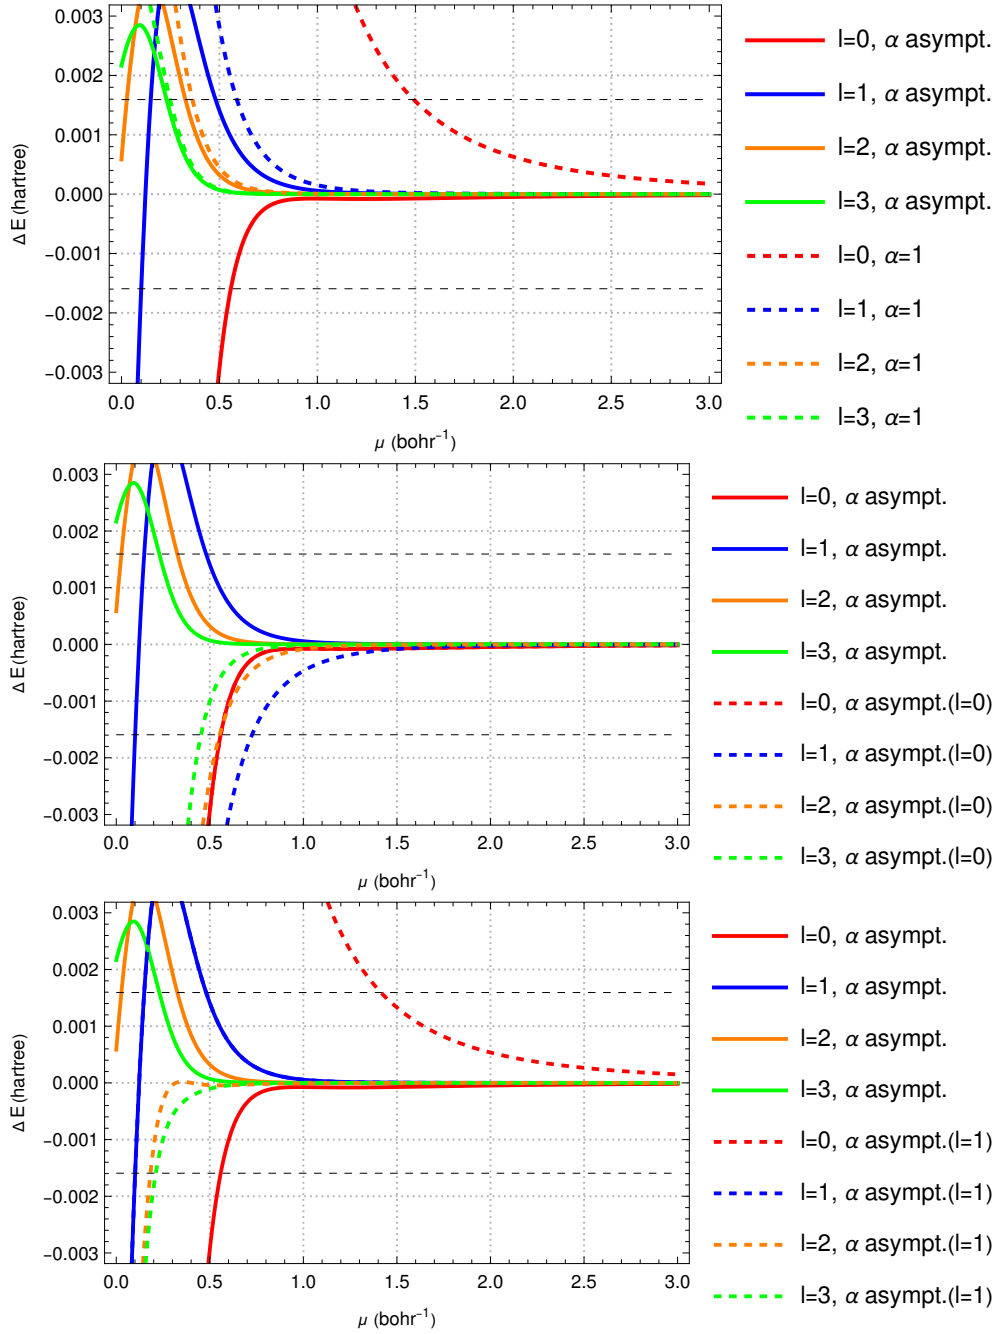 0.003
0.002
0.001
0.000
−0.001
−0.002
−0.003
Δ E (hartree)
0.0 0.5 1.0 1.5 2.0 2.5 3.0
μ (bohr⁻¹)
l=0, α asympt.
l=1, α asympt.
l=2, α asympt.
l=3, α asympt.
l=0, α=1
l=1, α=1
l=2, α=1
l=3, α=1
0.003
0.002
0.001
0.000
−0.001
−0.002
−0.003
Δ E (hartree)
0.0 0.5 1.0 1.5 2.0 2.5 3.0
μ (bohr⁻¹)
l=0, α asympt.
l=1, α asympt.
l=2, α asympt.
l=3, α asympt.
l=0, α asympt.(l=0)
l=1, α asympt.(l=0)
l=2, α asympt.(l=0)
l=3, α asympt.(l=0)
0.003
0.002
0.001
0.000
−0.001
−0.002
−0.003
Δ E (hartree)
0.0 0.5 1.0 1.5 2.0 2.5 3.0
μ (bohr⁻¹)
l=0, α asympt.
l=1, α asympt.
l=2, α asympt.
l=3, α asympt.
l=0, α asympt.(l=1)
l=1, α asympt.(l=1)
l=2, α asympt.(l=1)
l=3, α asympt.(l=1)